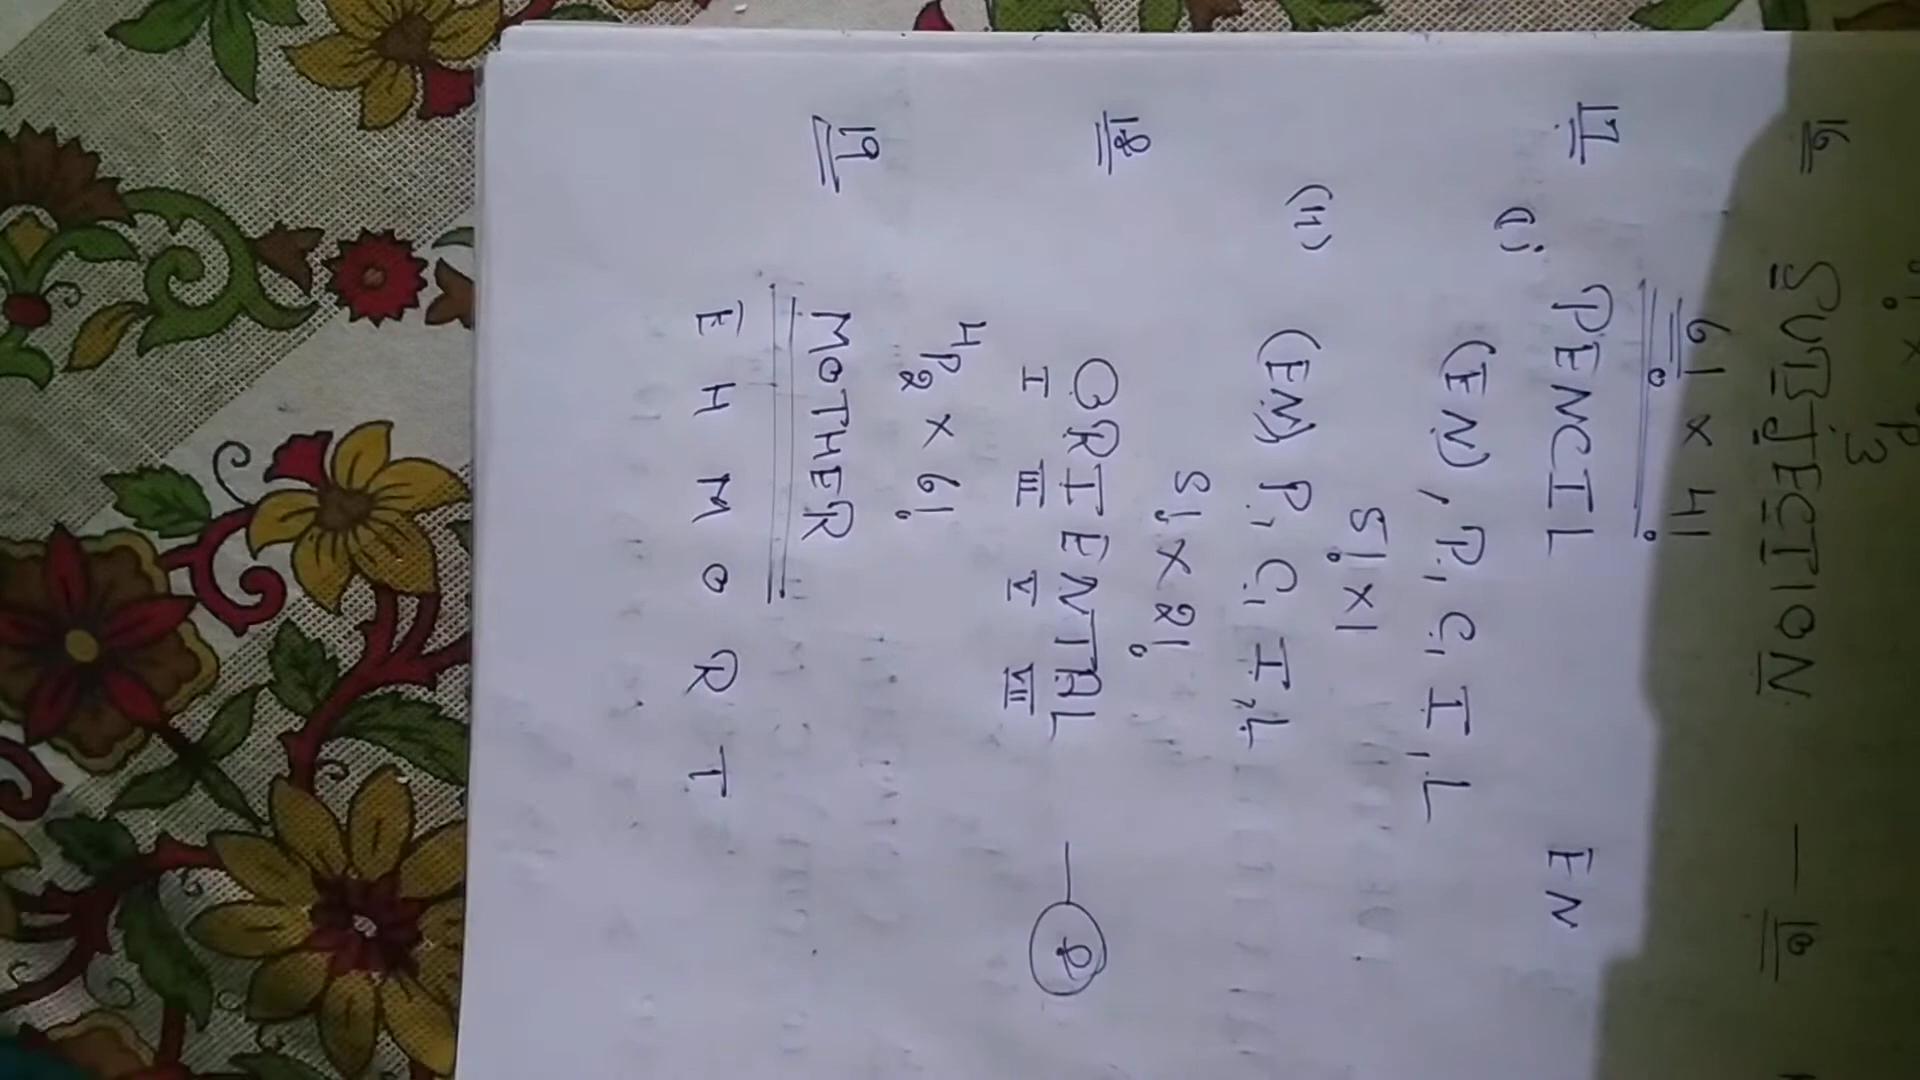 16 SUBJECTION — 10
6! × 4!
17 (i) PENCIL EN
(EN), P, C, I, L
5! × 1
(ii) (EN) P, C, I, L
5! × 2!
18 ORIENTAL — 8
I III V VII
4P2 × 6!
19 MOTHER
E H M O R T